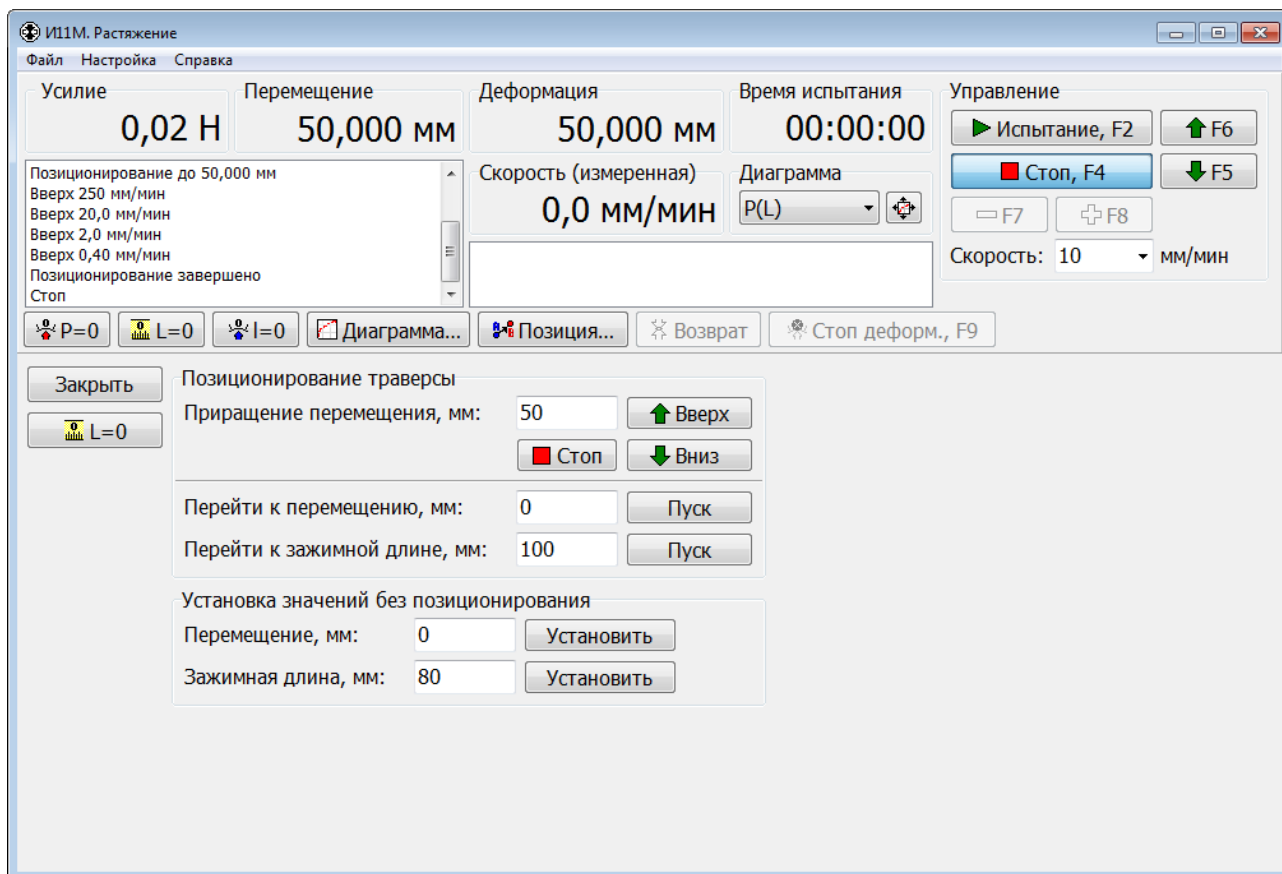 И11М. Растяжение
Файл Настройка Справка
Усилие Перемещение Деформация Время испытания Управление
0,02 Н 50,000 мм 50,000 мм 00:00:00
Испытание, F2 F6
Стоп, F4 F5
F7 F8
Скорость: 10 мм/мин
Позиционирование до 50,000 мм
Вверх 250 мм/мин
Вверх 20,0 мм/мин
Вверх 2,0 мм/мин
Вверх 0,40 мм/мин
Позиционирование завершено
Стоп
Скорость (измеренная) Диаграмма
0,0 мм/мин P(L)
P=0 L=0 l=0 Диаграмма... Позиция... Возврат Стоп деформ., F9
Закрыть
L=0
Позиционирование траверсы
Приращение перемещения, мм: 50 Вверх
Стоп Вниз
Перейти к перемещению, мм: 0 Пуск
Перейти к зажимной длине, мм: 100 Пуск
Установка значений без позиционирования
Перемещение, мм: 0 Установить
Зажимная длина, мм: 80 Установить